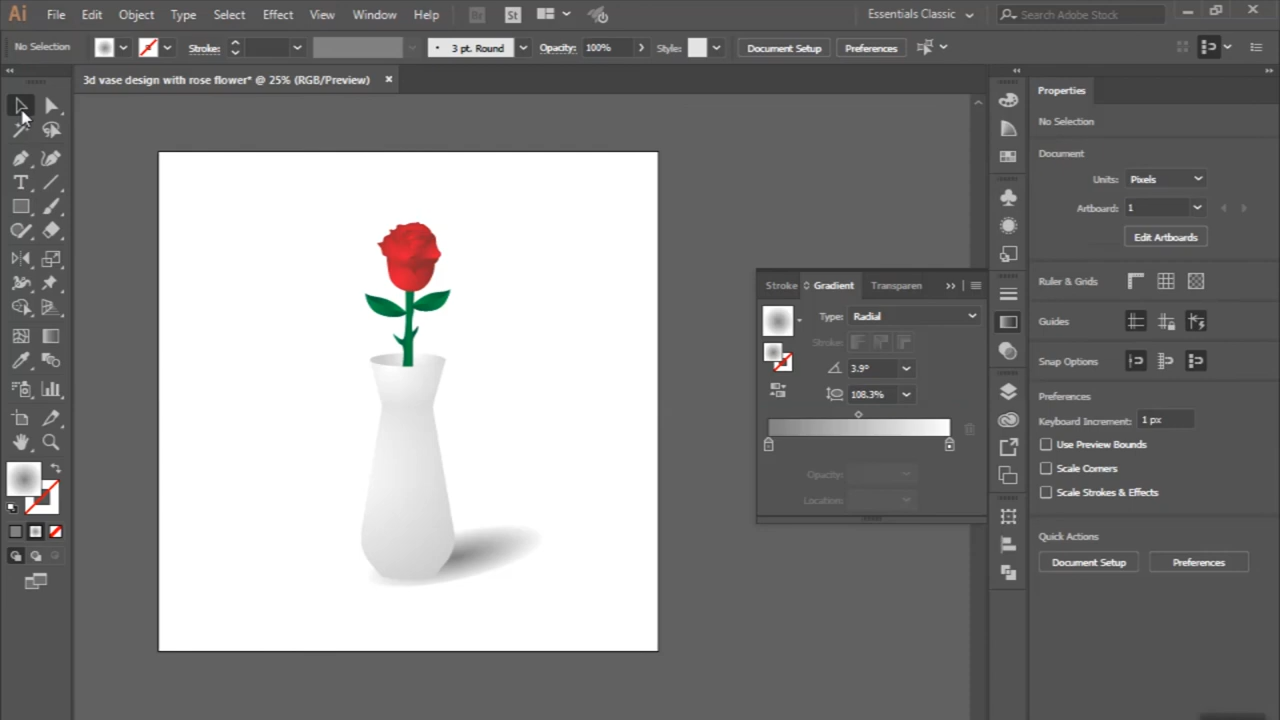 Ai File Edit Object Type Select Effect View Window Help Br St Essentials Classic Search Adobe Stock
No Selection Stroke: 3 pt. Round Opacity: 100% Style: Document Setup Preferences
3d vase design with rose flower* @ 25% (RGB/Preview)
Properties
No Selection
Document
Units: Pixels
Artboard: 1
Edit Artboards
Ruler & Grids
Guides
Snap Options
Preferences
Keyboard Increment: 1 px
Use Preview Bounds
Scale Corners
Scale Strokes & Effects
Quick Actions
Document Setup Preferences
Stroke Gradient Transparen
Type: Radial
Stroke:
3.9°
108.3%
Opacity:
Location: